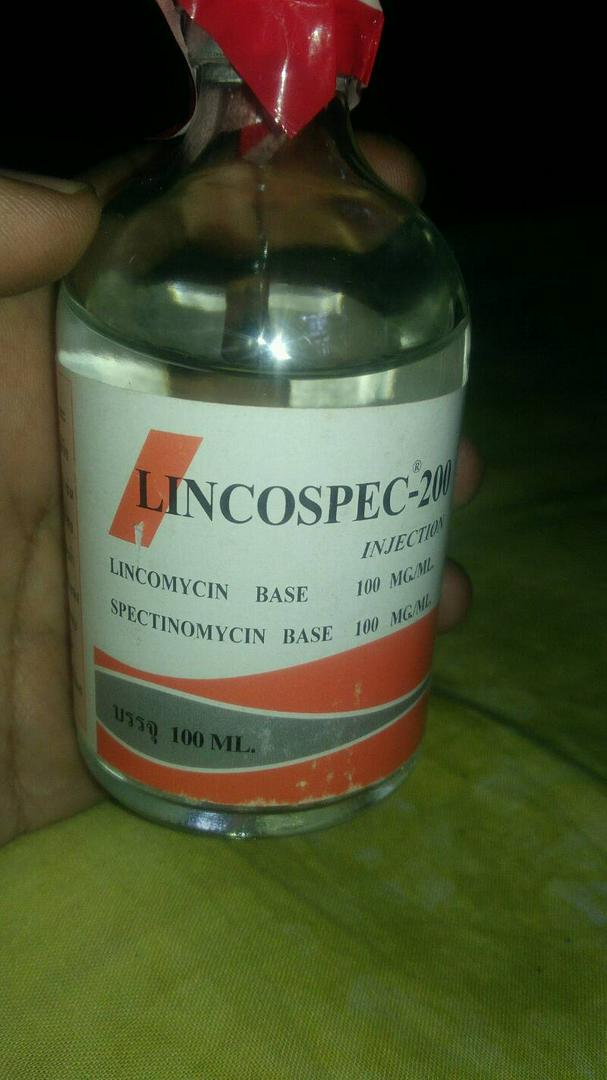 LINCOSPEC®-200
INJECTION
LINCOMYCIN BASE 100 MG/ML.
SPECTINOMYCIN BASE 100 MG/ML.
บรรจุ 100 ML.